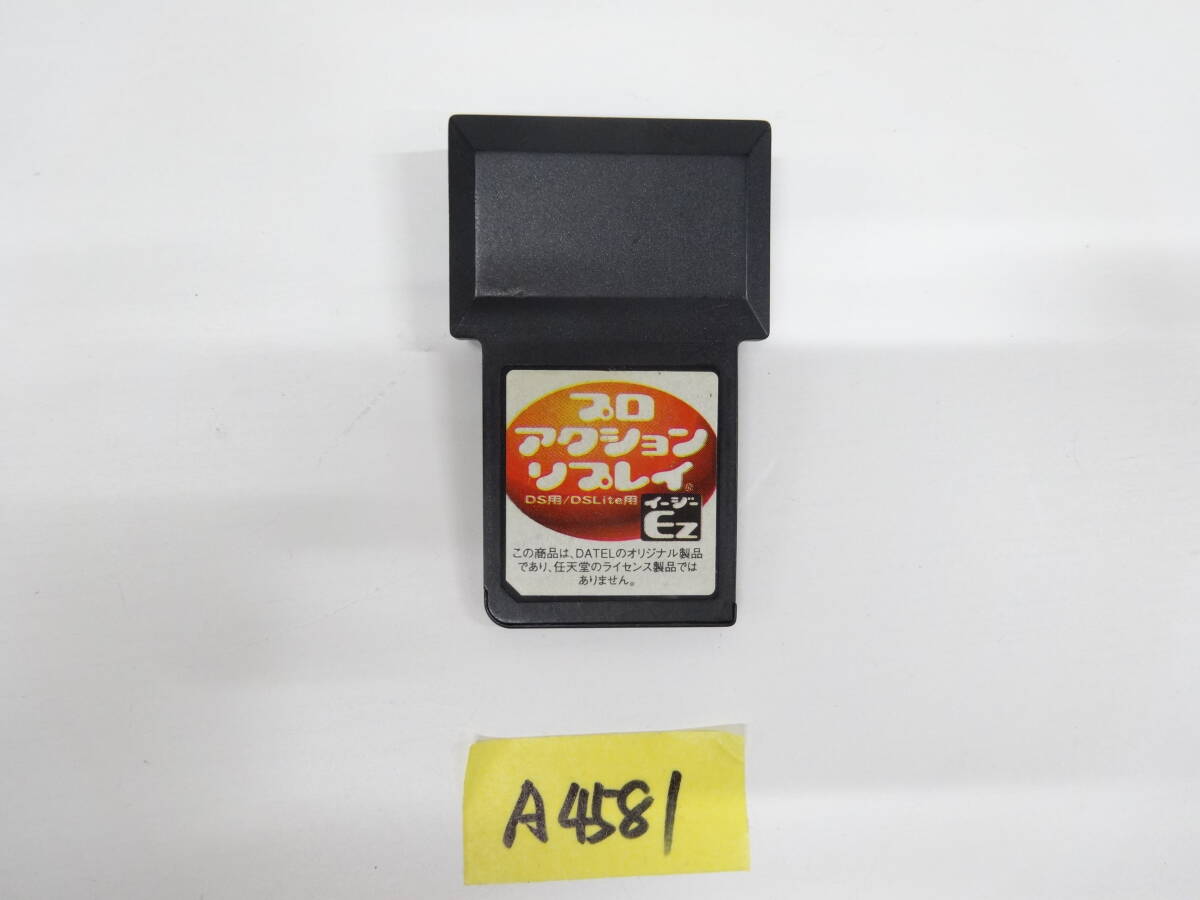 プロ
アクション
リプレイ®
DS用/DSLite用
イージー
Ez
この商品は、DATELのオリジナル製品
であり、任天堂のライセンス製品では
ありません。
A4581